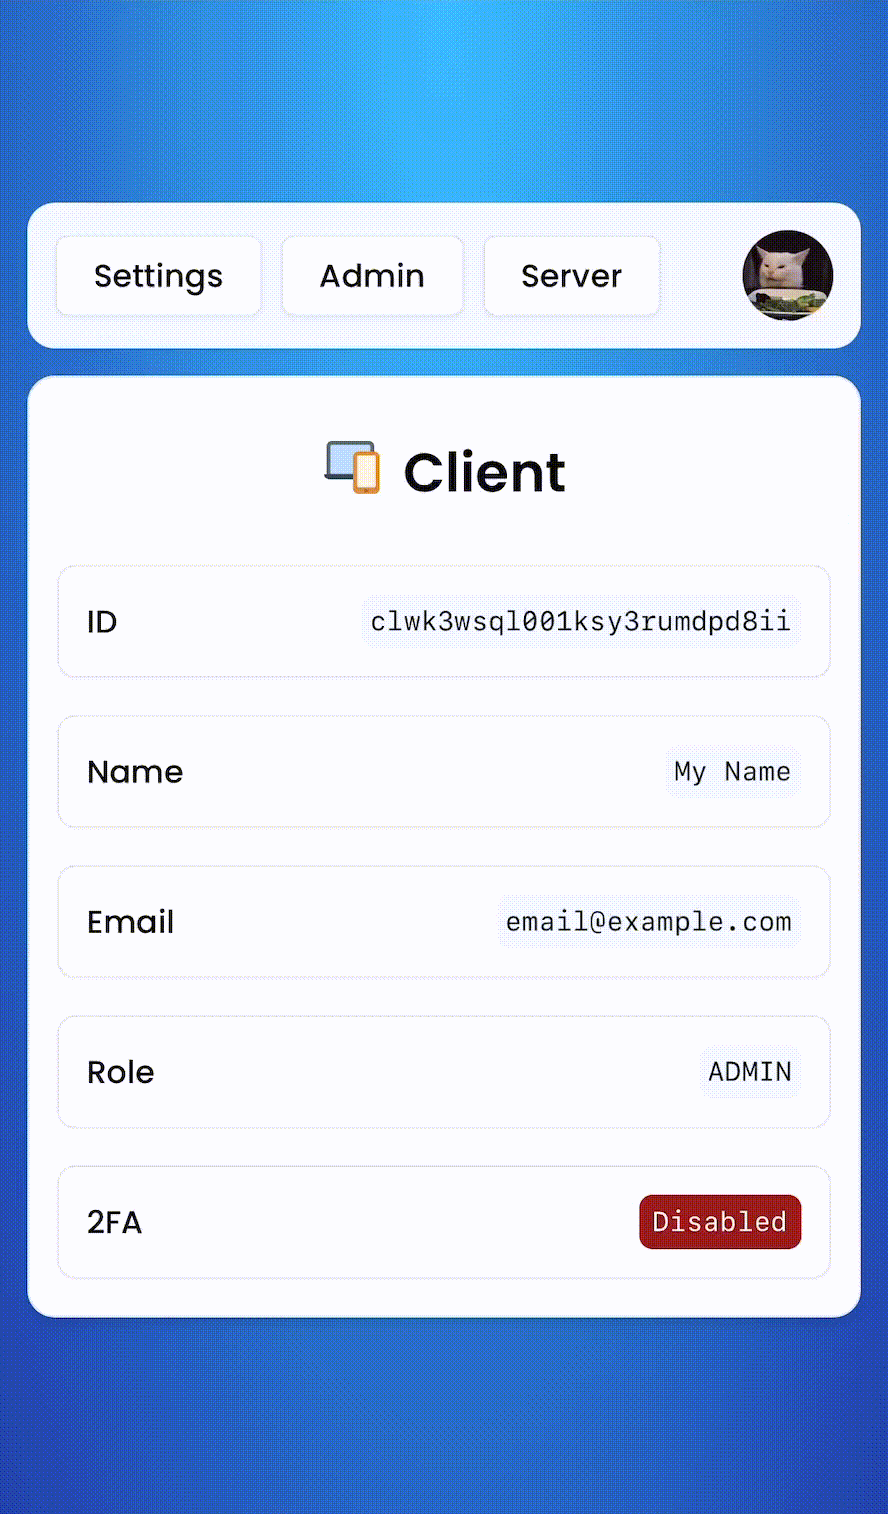 Settings Admin Server
Client
ID clwk3wsql001ksy3rumdpd8ii
Name My Name
Email email@example.com
Role ADMIN
2FA Disabled